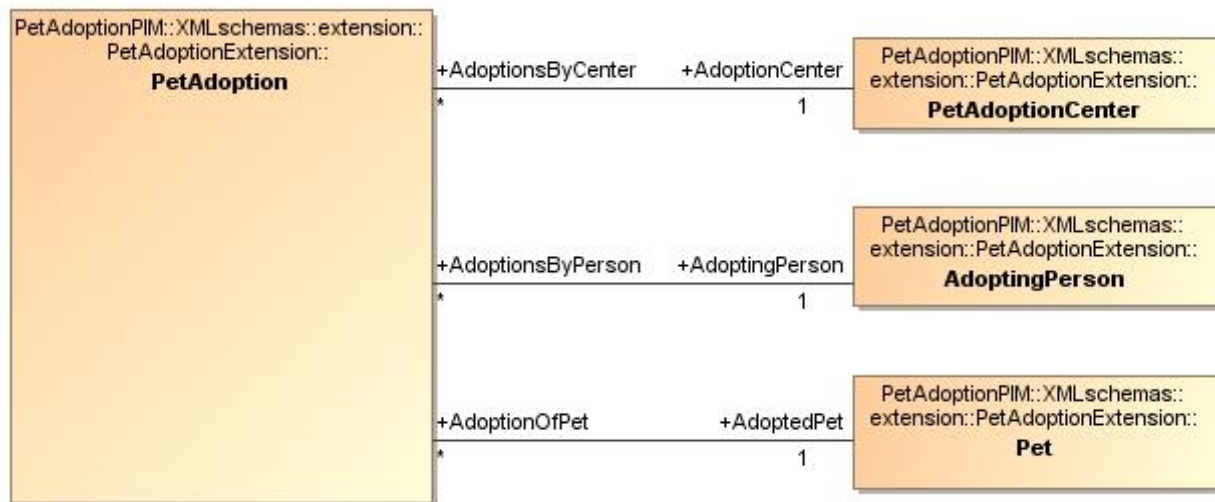 PetAdoptionPIM::XMLschemas::extension::
PetAdoptionExtension::
PetAdoption
+AdoptionsByCenter
+AdoptionCenter
*
1
PetAdoptionPIM::XMLschemas::
extension::PetAdoptionExtension::
PetAdoptionCenter
+AdoptionsByPerson
+AdoptingPerson
*
1
PetAdoptionPIM::XMLschemas::
extension::PetAdoptionExtension::
AdoptingPerson
+AdoptionOfPet
+AdoptedPet
*
1
PetAdoptionPIM::XMLschemas::
extension::PetAdoptionExtension::
Pet